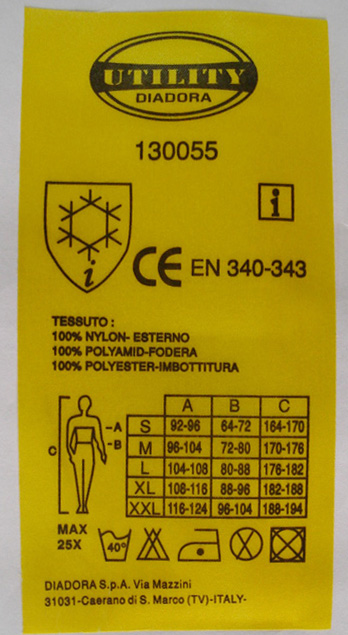 UTILITY
DIADORA
130055
i
i
CE EN 340-343
TESSUTO :
100% NYLON- ESTERNO
100% POLYAMID-FODERA
100% POLYESTER-IMBOTTITURA
A B C
S 92-96 64-72 164-170
M 96-104 72-80 170-176
L 104-108 80-88 176-182
XL 108-116 88-96 182-188
XXL 116-124 96-104 188-194
C
-A
-B
MAX
25X
40°
DIADORA S.p.A. Via Mazzini
31031-Caerano di S. Marco (TV)-ITALY-